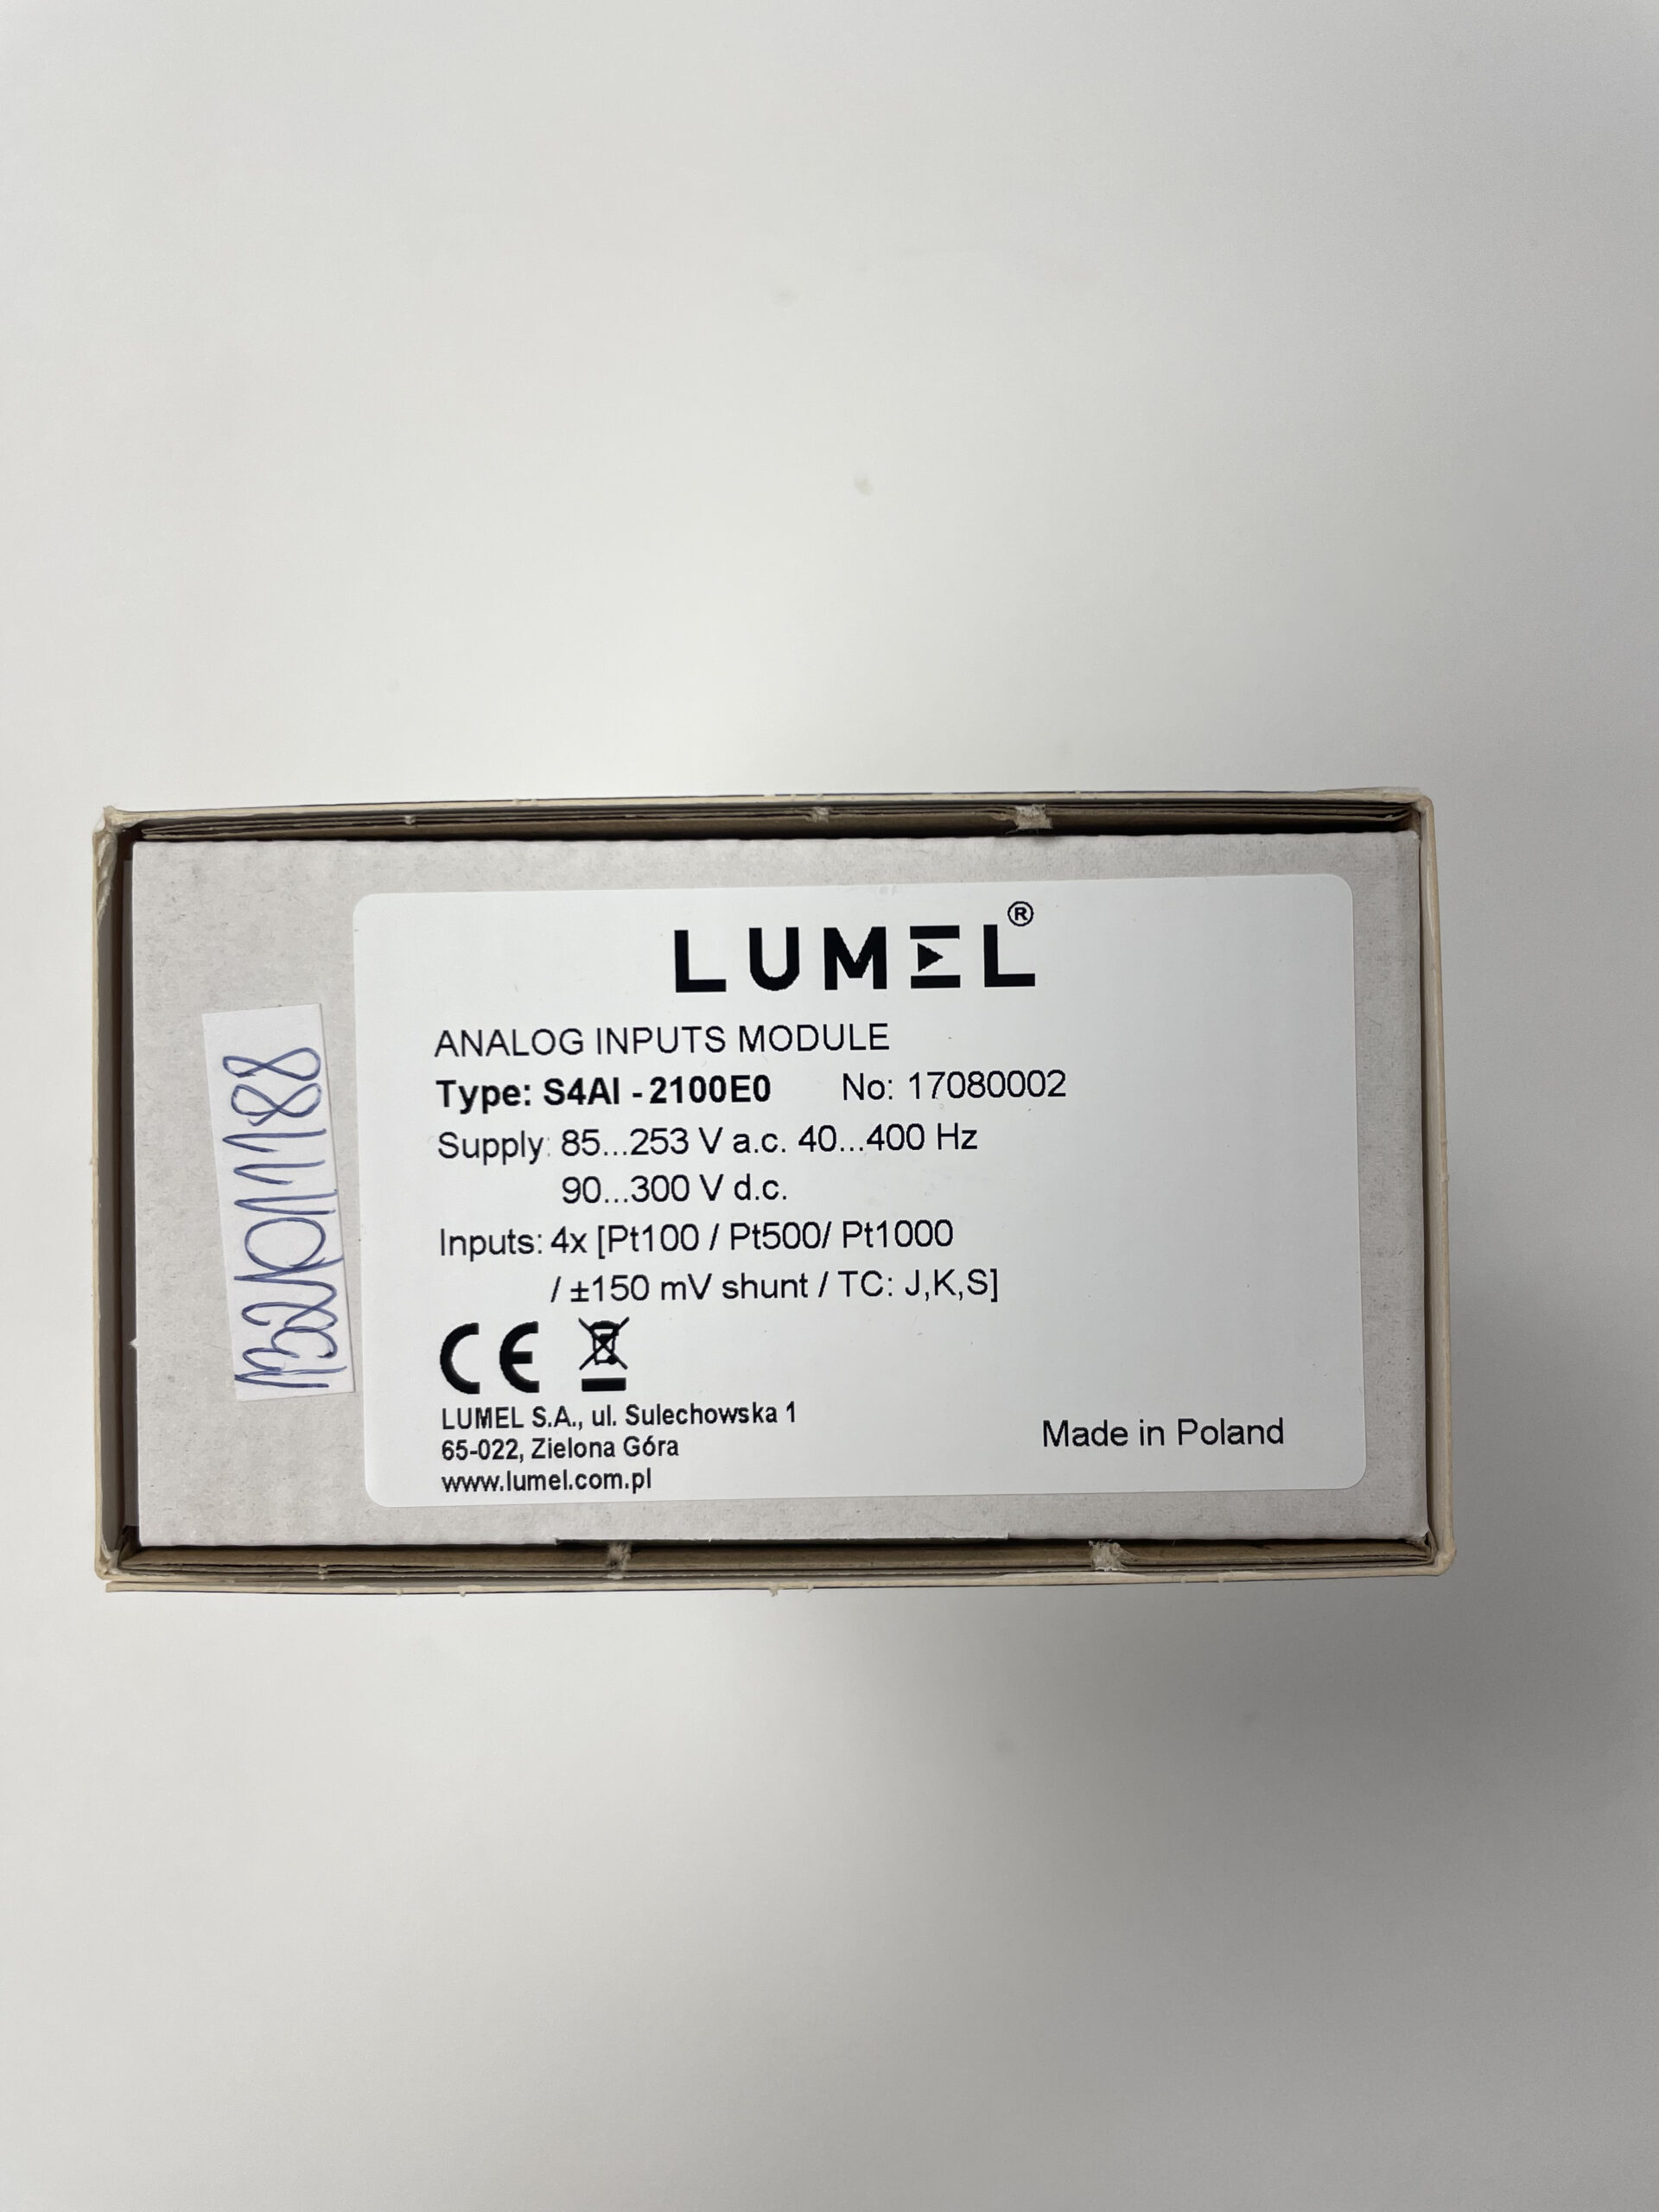 LUMEL®
ANALOG INPUTS MODULE
Type: S4AI - 2100E0 No: 17080002
Supply: 85...253 V a.c. 40...400 Hz
90...300 V d.c.
Inputs: 4x [Pt100 / Pt500/ Pt1000
/ ±150 mV shunt / TC: J,K,S]
CE
LUMEL S.A., ul. Sulechowska 1
65-022, Zielona Góra
www.lumel.com.pl
Made in Poland